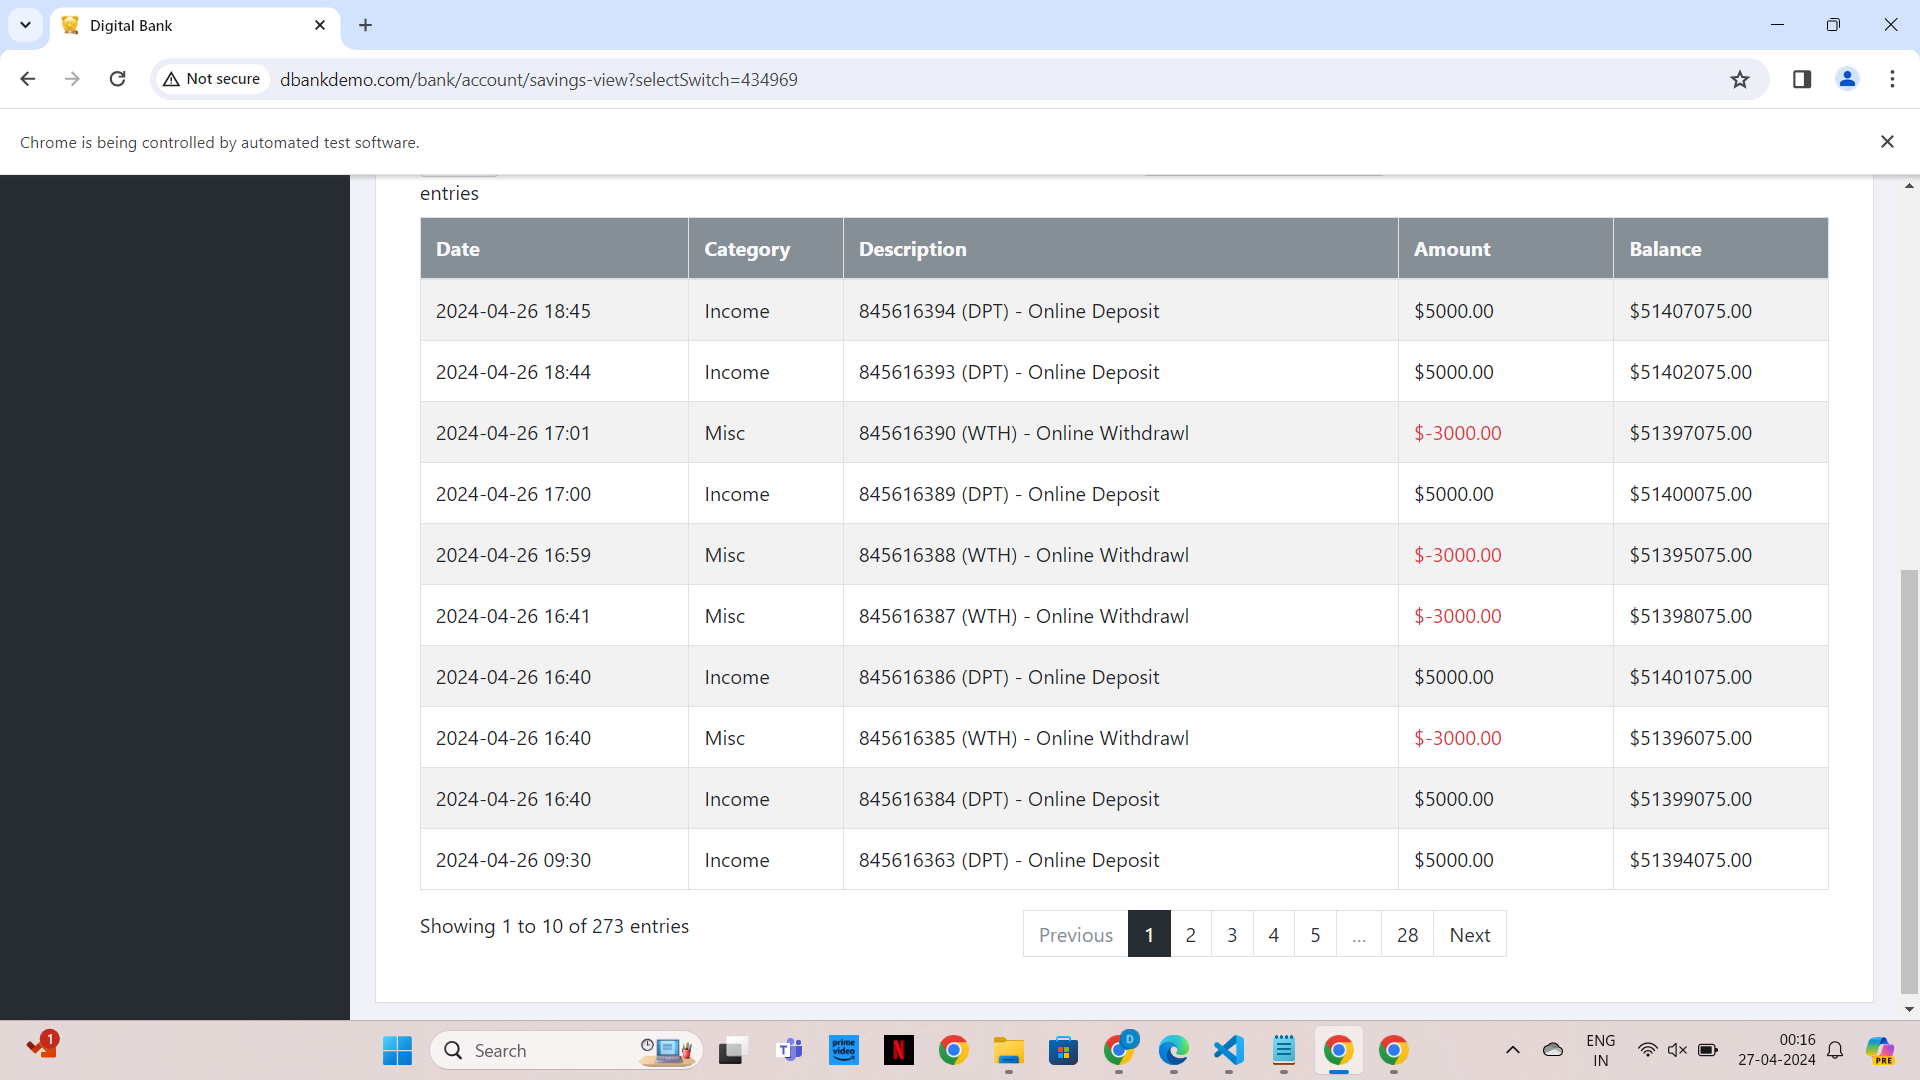 Digital Bank
Not secure
dbankdemo.com/bank/account/savings-view?selectSwitch=434969
Chrome is being controlled by automated test software.
entries
Date Category Description Amount Balance
2024-04-26 18:45 Income 845616394 (DPT) - Online Deposit $5000.00 $51407075.00
2024-04-26 18:44 Income 845616393 (DPT) - Online Deposit $5000.00 $51402075.00
2024-04-26 17:01 Misc 845616390 (WTH) - Online Withdrawl $-3000.00 $51397075.00
2024-04-26 17:00 Income 845616389 (DPT) - Online Deposit $5000.00 $51400075.00
2024-04-26 16:59 Misc 845616388 (WTH) - Online Withdrawl $-3000.00 $51395075.00
2024-04-26 16:41 Misc 845616387 (WTH) - Online Withdrawl $-3000.00 $51398075.00
2024-04-26 16:40 Income 845616386 (DPT) - Online Deposit $5000.00 $51401075.00
2024-04-26 16:40 Misc 845616385 (WTH) - Online Withdrawl $-3000.00 $51396075.00
2024-04-26 16:40 Income 845616384 (DPT) - Online Deposit $5000.00 $51399075.00
2024-04-26 09:30 Income 845616363 (DPT) - Online Deposit $5000.00 $51394075.00
Showing 1 to 10 of 273 entries
Previous 1 2 3 4 5 ... 28 Next
1
Search
prime video
N
D
ENG
IN
00:16
27-04-2024
PRE